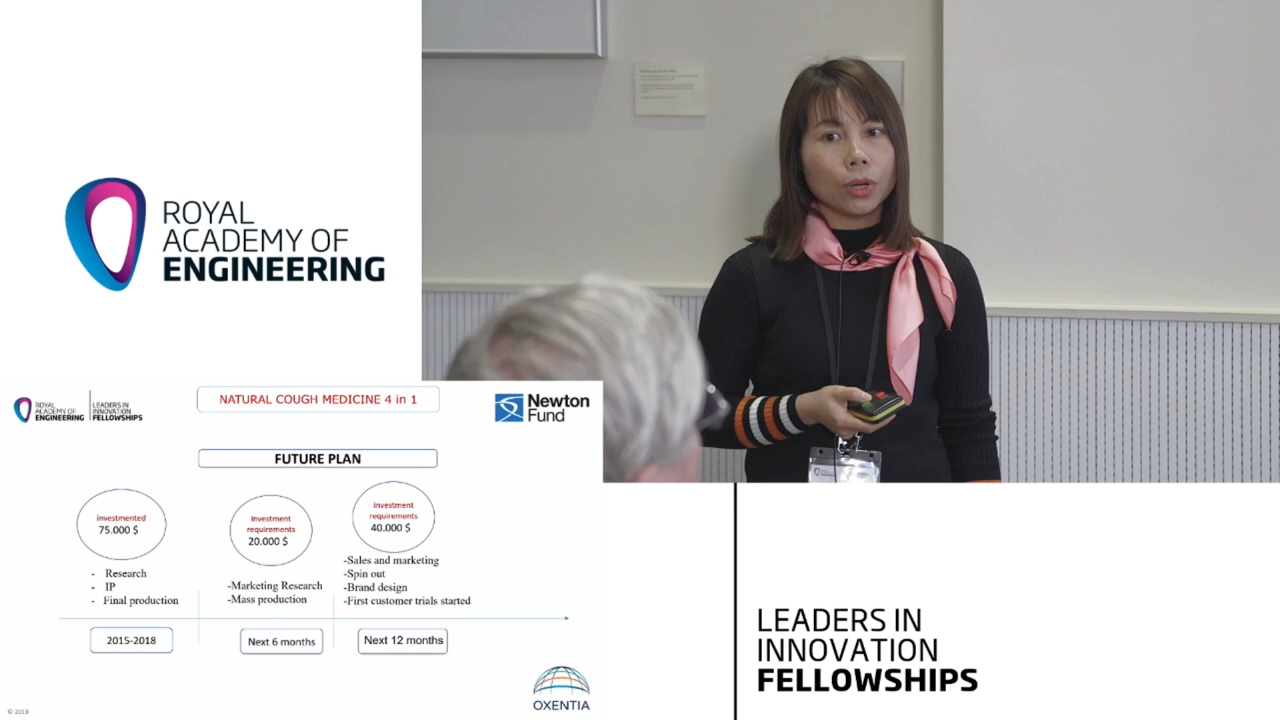 ROYAL
ACADEMY OF
ENGINEERING
ROYAL
ACADEMY OF
ENGINEERING
LEADERS IN
INNOVATION
FELLOWSHIPS
NATURAL COUGH MEDICINE 4 in 1
Newton
Fund
FUTURE PLAN
investmented
75.000 $
Investment
requirements
20.000 $
Investment
requirements
40.000 $
- Research
- IP
- Final production
-Marketing Research
-Mass production
-Sales and marketing
-Spin out
-Brand design
-First customer trials started
2015-2018
Next 6 months
Next 12 months
OXENTIA
© 2019
LEADERS IN
INNOVATION
FELLOWSHIPS